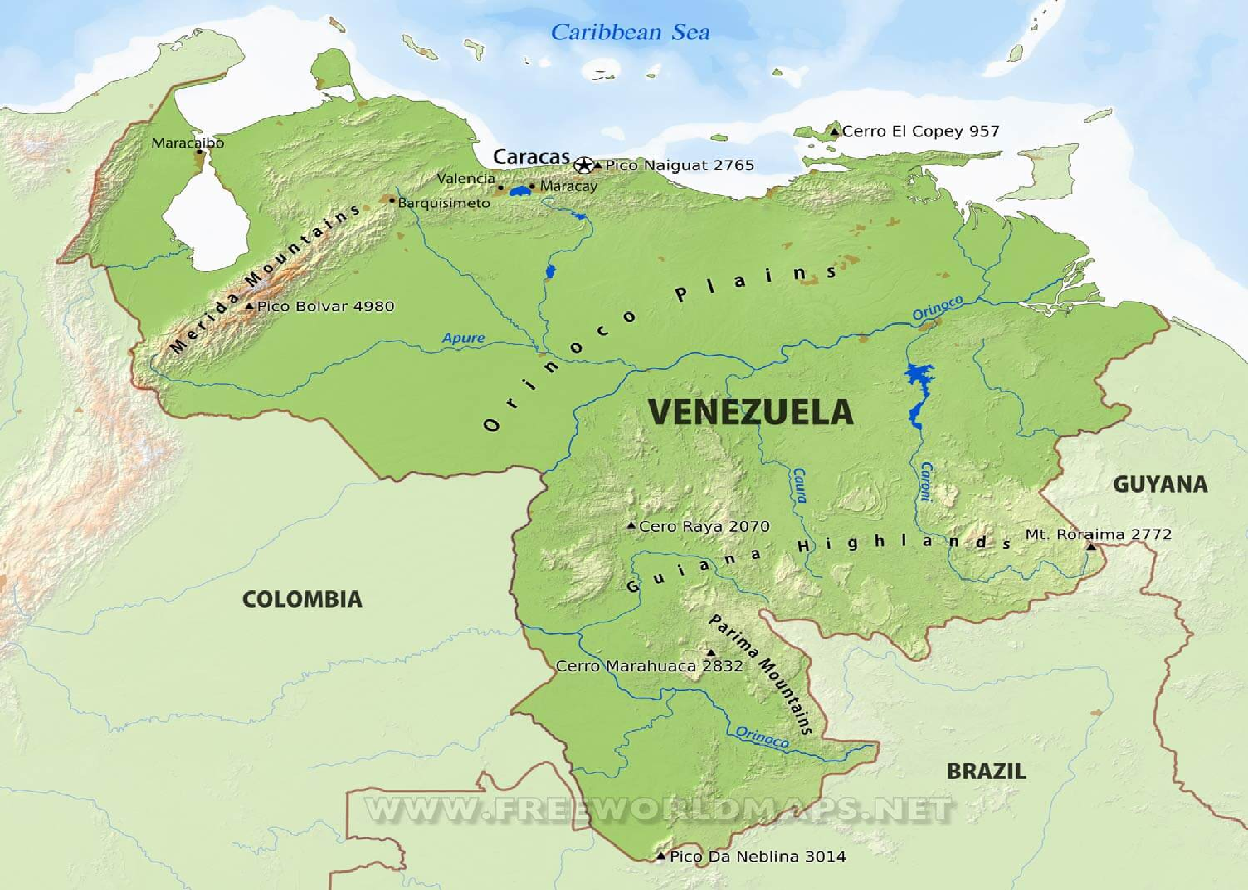 Caribbean Sea
Cerro El Copey 957
Maracaibo
Caracas
Pico Naiguat 2765
Valencia
Maracay
Barquisimeto
Merida Mountains
Pico Bolvar 4980
Orinoco Plains
Orinoco
Apure
VENEZUELA
Caura
Caroni
GUYANA
Cero Raya 2070
Guiana Highlands
Mt. Roraima 2772
COLOMBIA
Parima Mountains
Cerro Marahuaca 2832
Orinoco
BRAZIL
WWW.FREEWORLDMAPS.NET
Pico Da Neblina 3014